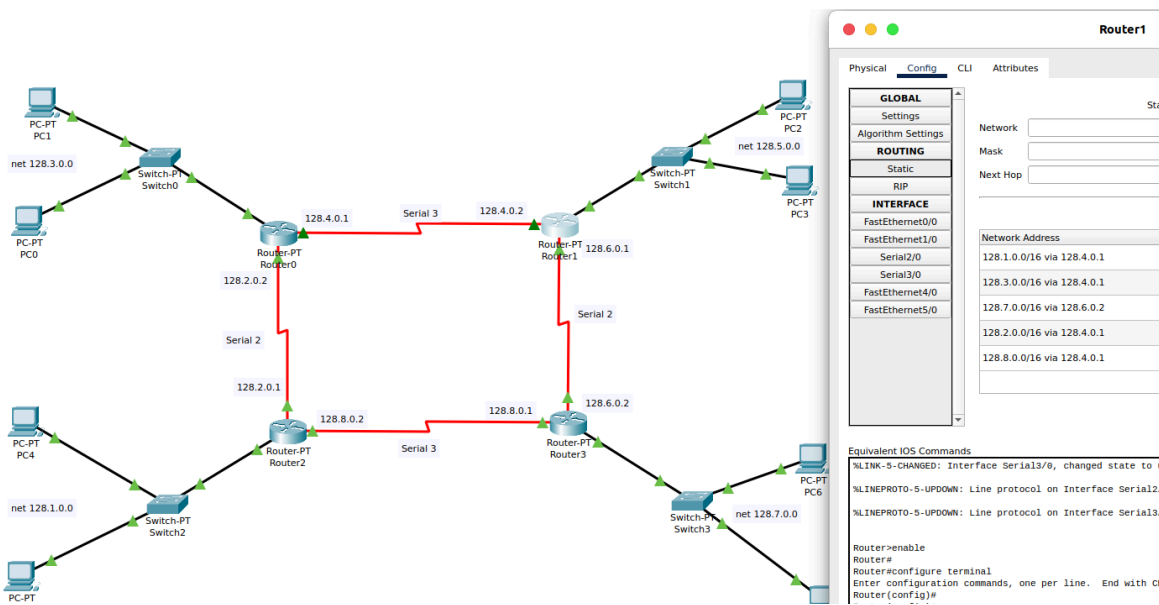 PC-PT
PC1
net 128.3.0.0
PC-PT
PC0
Switch-PT
Switch0
128.4.0.1
Serial 3
128.4.0.2
Router-PT
Router0
128.2.0.2
Router-PT
Router1
128.6.0.1
PC-PT
PC2
net 128.5.0.0
Switch-PT
Switch1
PC-PT
PC3
Serial 2
Serial 2
128.2.0.1
128.8.0.2
128.8.0.1
128.6.0.2
Serial 3
Router-PT
Router2
Router-PT
Router3
PC-PT
PC4
net 128.1.0.0
Switch-PT
Switch2
PC-PT
PC-PT
PC6
Switch-PT
Switch3
net 128.7.0.0
Router1
Physical Config CLI Attributes
GLOBAL
Settings
Algorithm Settings
ROUTING
Static
RIP
INTERFACE
FastEthernet0/0
FastEthernet1/0
Serial2/0
Serial3/0
FastEthernet4/0
FastEthernet5/0
Network
Mask
Next Hop
Network Address
128.1.0.0/16 via 128.4.0.1
128.3.0.0/16 via 128.4.0.1
128.7.0.0/16 via 128.6.0.2
128.2.0.0/16 via 128.4.0.1
128.8.0.0/16 via 128.4.0.1
Equivalent IOS Commands
%LINK-5-CHANGED: Interface Serial3/0, changed state to
%LINEPROTO-5-UPDOWN: Line protocol on Interface Serial2
%LINEPROTO-5-UPDOWN: Line protocol on Interface Serial3
Router>enable
Router#
Router#configure terminal
Enter configuration commands, one per line. End with
Router(config)#